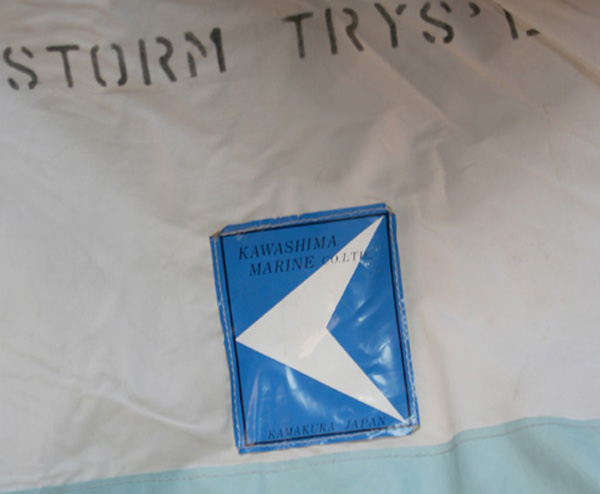 STORM TRYS'L
KAWASHIMA
MARINE CO.LTD.
KAMAKURA JAPAN